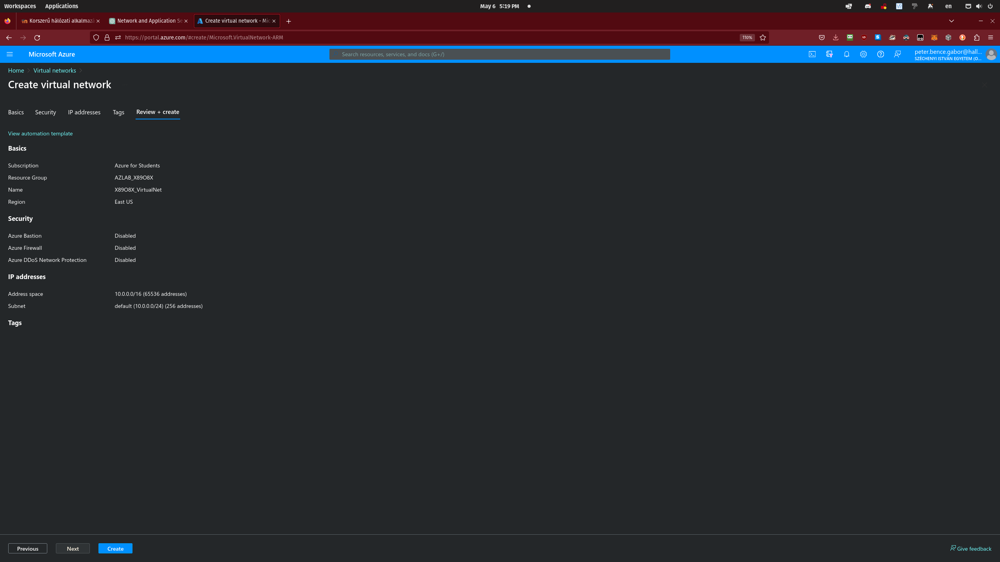 Workspaces Applications May 6 5:19 PM en
Korszerű hálózati alkalmazá Network and Application Se Create virtual network - Mic
https://portal.azure.com/#create/Microsoft.VirtualNetwork-ARM 110%
Microsoft Azure Search resources, services, and docs (G+/) peter.bence.gabor@hall...
SZÉCHENYI ISTVÁN EGYETEM (O...
Home Virtual networks
Create virtual network
Basics Security IP addresses Tags Review + create
View automation template
Basics
Subscription Azure for Students
Resource Group AZLAB_X89O8X
Name X89O8X_VirtualNet
Region East US
Security
Azure Bastion Disabled
Azure Firewall Disabled
Azure DDoS Network Protection Disabled
IP addresses
Address space 10.0.0.0/16 (65536 addresses)
Subnet default (10.0.0.0/24) (256 addresses)
Tags
Previous Next Create Give feedback